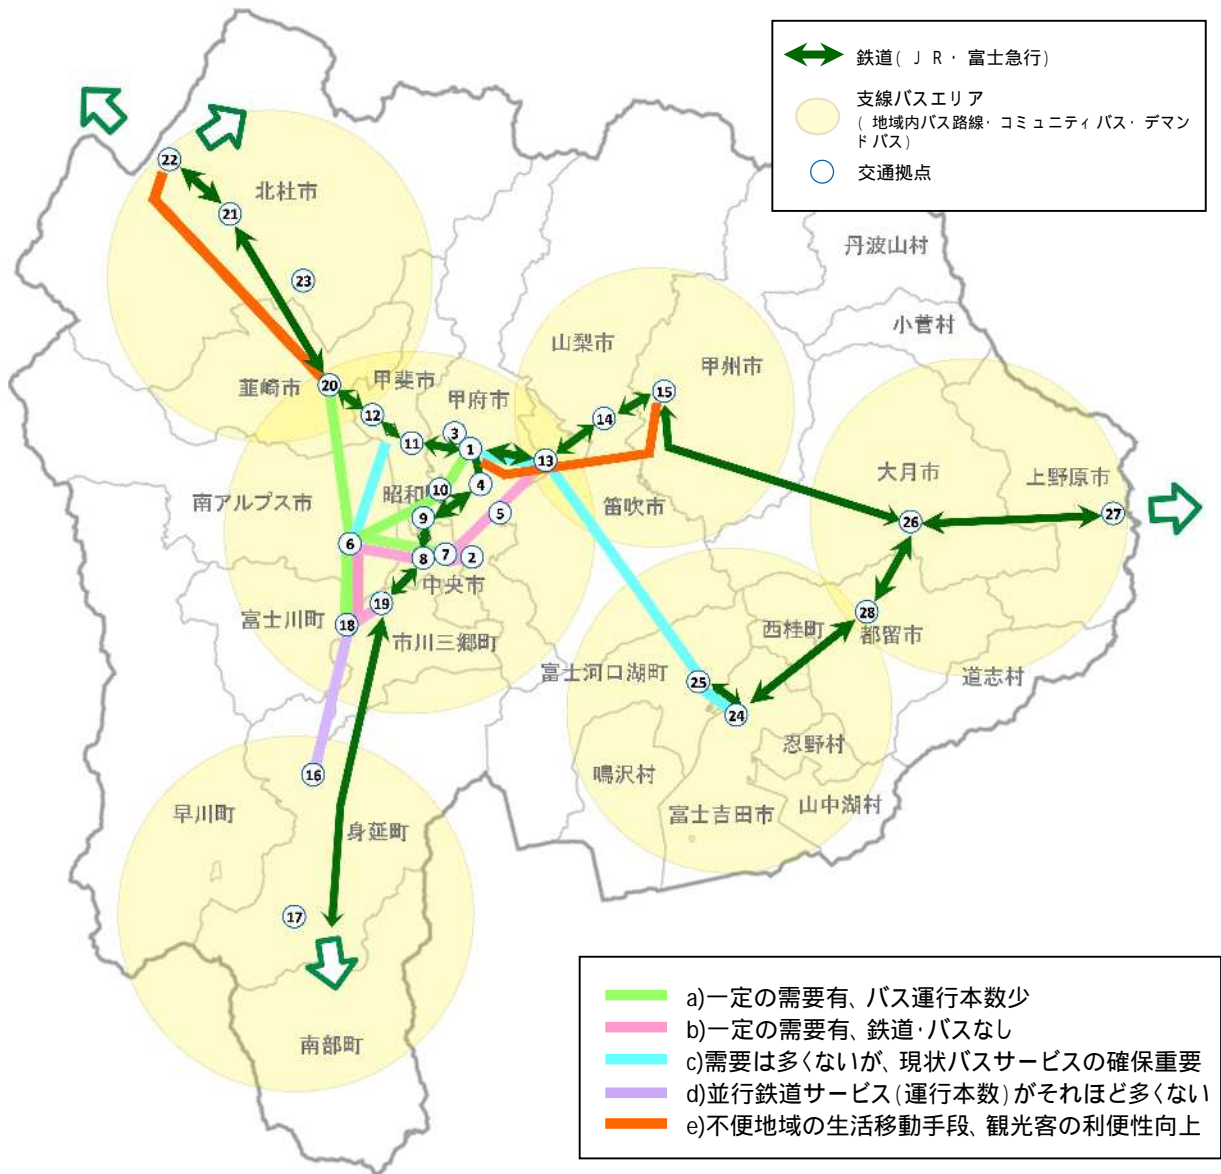 鉄道(ＪＲ・富士急行)
支線バスエリア
(地域内バス路線・コミュニティバス・デマン
ドバス)
交通拠点
22
北杜市
21
23
丹波山村
小菅村
山梨市
甲州市
韮崎市
20
甲斐市
12
甲府市
3
11
1
13
14
15
大月市
上野原市
南アルプス市
昭和
10
4
9
5
笛吹市
26
27
6
8
7
2
中央市
19
富士川町
18
市川三郷町
28
西桂町
都留市
富士河口湖町
25
24
道志村
忍野村
鳴沢村
富士吉田市
山中湖村
16
早川町
身延町
17
南部町
a)一定の需要有、バス運行本数少
b)一定の需要有、鉄道・バスなし
c)需要は多くないが、現状バスサービスの確保重要
d)並行鉄道サービス(運行本数)がそれほど多くない
e)不便地域の生活移動手段、観光客の利便性向上